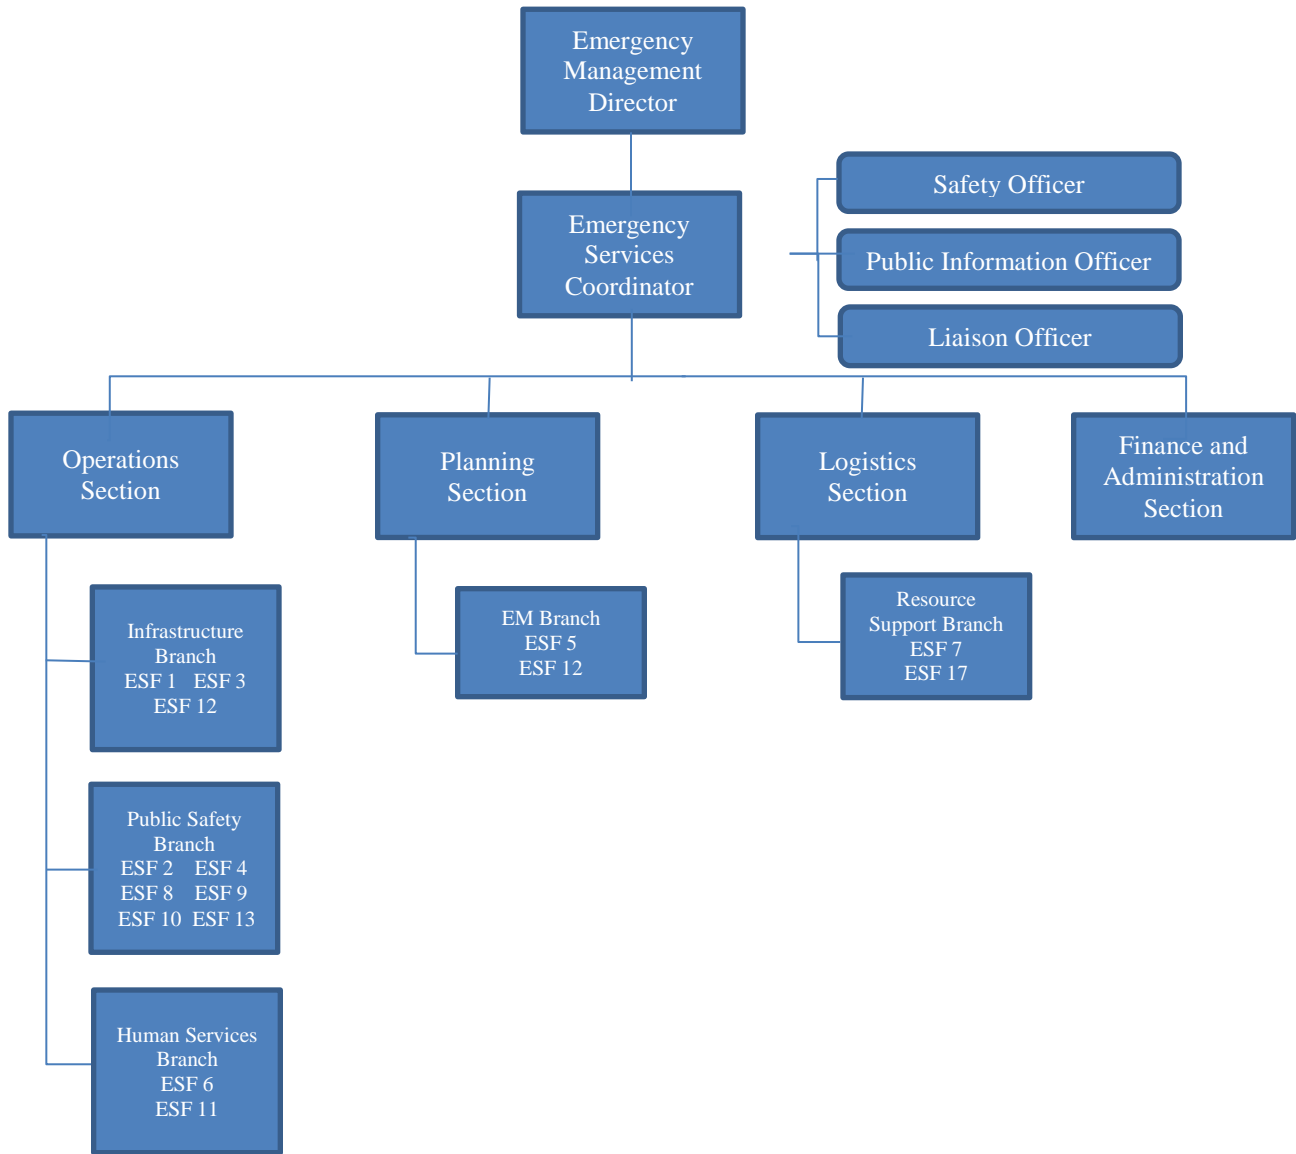 Emergency
Management
Director
Emergency
Services
Coordinator
Safety Officer
Public Information Officer
Liaison Officer
Operations
Section
Planning
Section
Logistics
Section
Finance and
Administration
Section
Infrastructure
Branch
ESF 1 ESF 3
ESF 12
Public Safety
Branch
ESF 2 ESF 4
ESF 8 ESF 9
ESF 10 ESF 13
Human Services
Branch
ESF 6
ESF 11
EM Branch
ESF 5
ESF 12
Resource
Support Branch
ESF 7
ESF 17